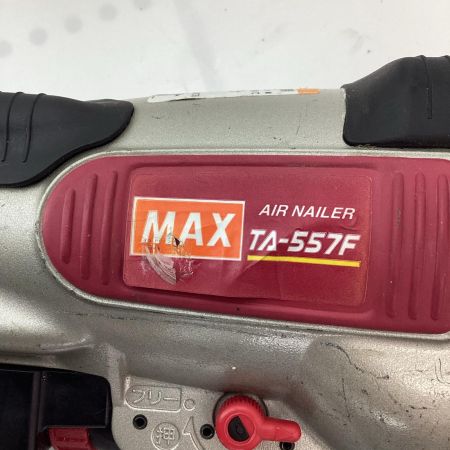 MAX
AIR NAILER
TA-557F
フリー